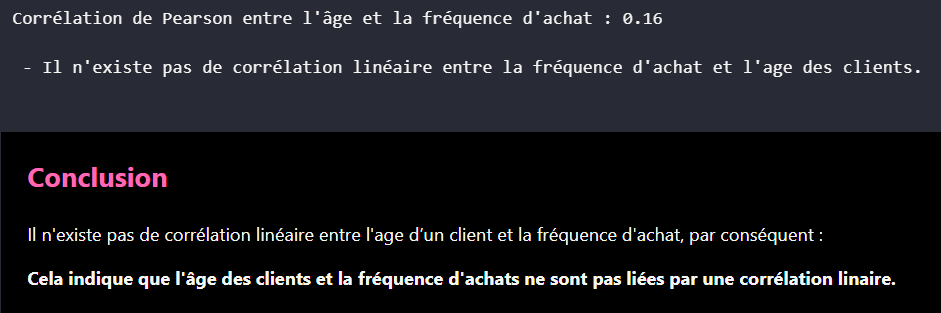 Corrélation de Pearson entre l'âge et la fréquence d'achat : 0.16
- Il n'existe pas de corrélation linéaire entre la fréquence d'achat et l'age des clients.
Conclusion
Il n'existe pas de corrélation linéaire entre l'age d’un client et la fréquence d'achat, par conséquent :
Cela indique que l'âge des clients et la fréquence d'achats ne sont pas liées par une corrélation linaire.